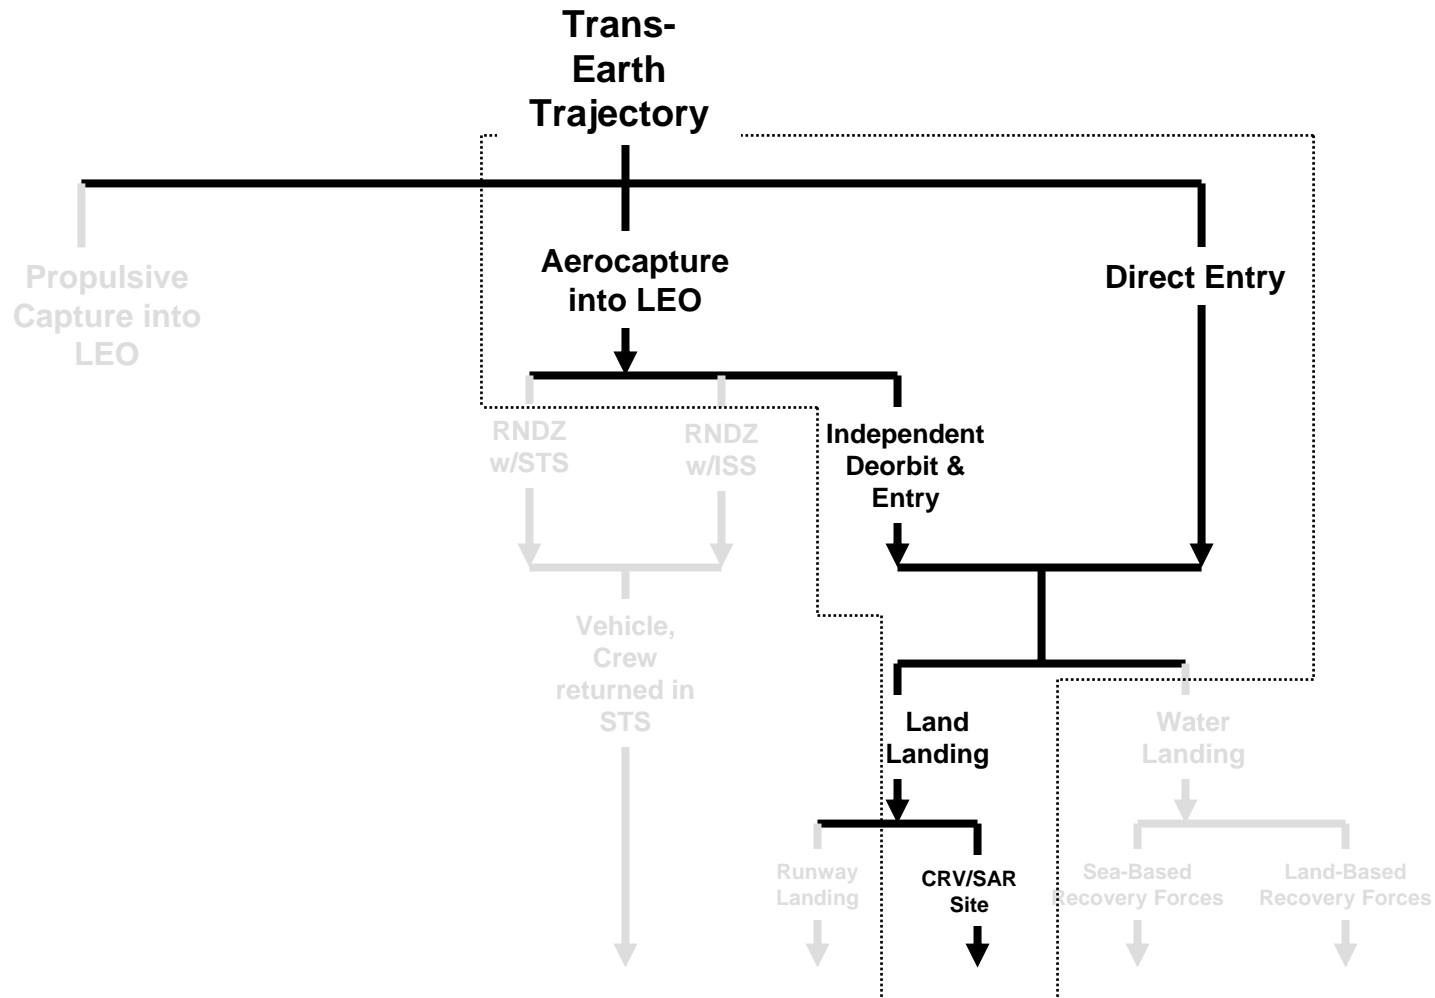 Trans-
Earth
Trajectory
Propulsive
Capture into
LEO
Aerocapture
into LEO
Direct Entry
RNDZ
w/STS
RNDZ
w/ISS
Independent
Deorbit &
Entry
Vehicle,
Crew
returned in
STS
Land
Landing
Water
Landing
Runway
Landing
CRV/SAR
Site
Sea-Based
Recovery Forces
Land-Based
Recovery Forces